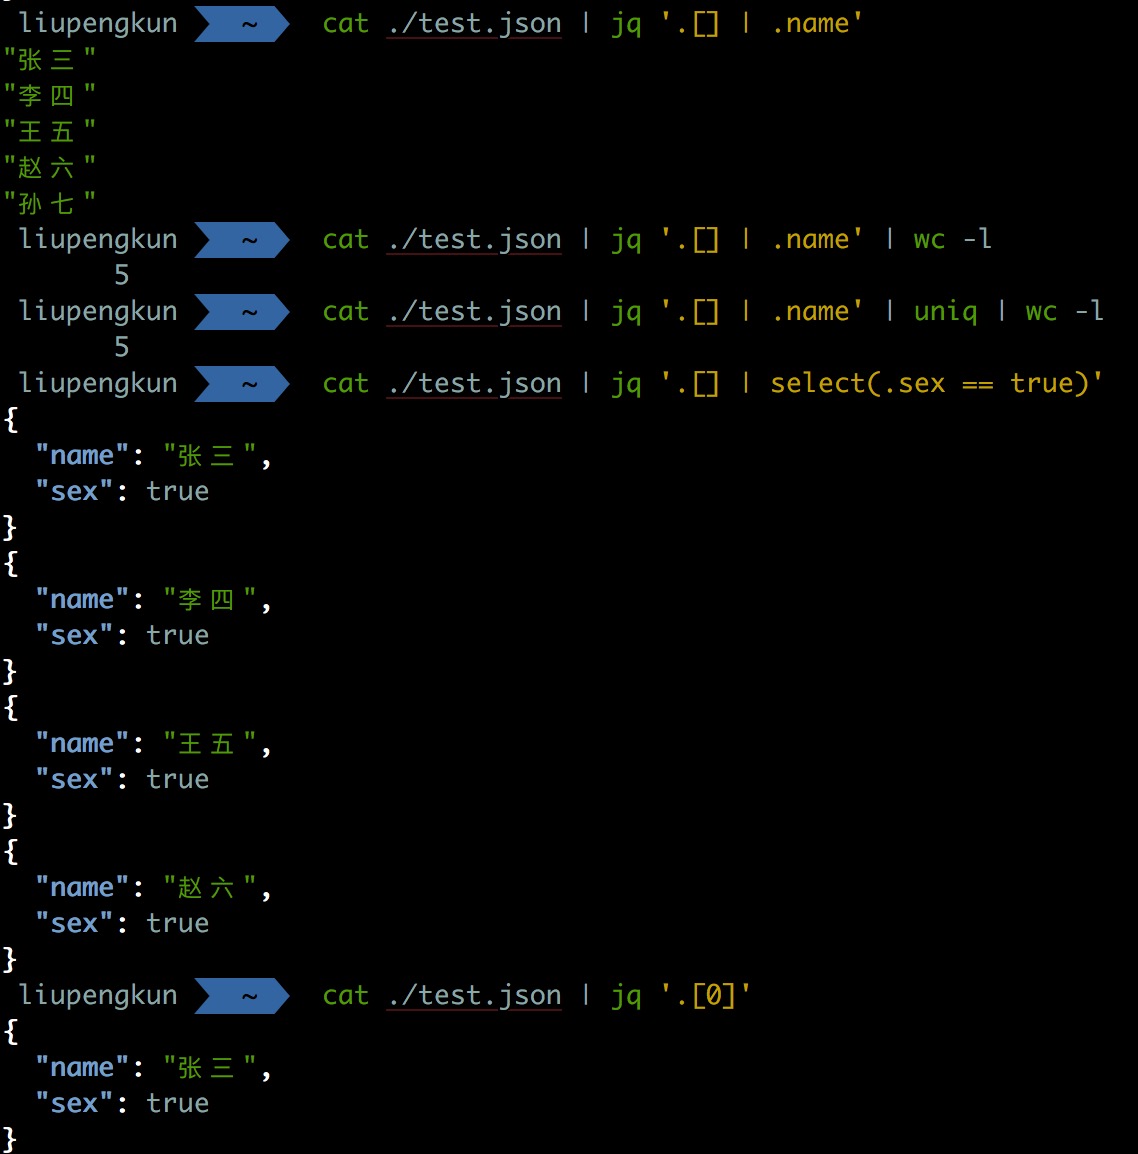 liupengkun ~ cat ./test.json | jq '.[] | .name'
"张三"
"李四"
"王五"
"赵六"
"孙七"
liupengkun ~ cat ./test.json | jq '.[] | .name' | wc -l
5
liupengkun ~ cat ./test.json | jq '.[] | .name' | uniq | wc -l
5
liupengkun ~ cat ./test.json | jq '.[] | select(.sex == true)'
{
  "name": "张三",
  "sex": true
}
{
  "name": "李四",
  "sex": true
}
{
  "name": "王五",
  "sex": true
}
{
  "name": "赵六",
  "sex": true
}
liupengkun ~ cat ./test.json | jq '.[0]'
{
  "name": "张三",
  "sex": true
}